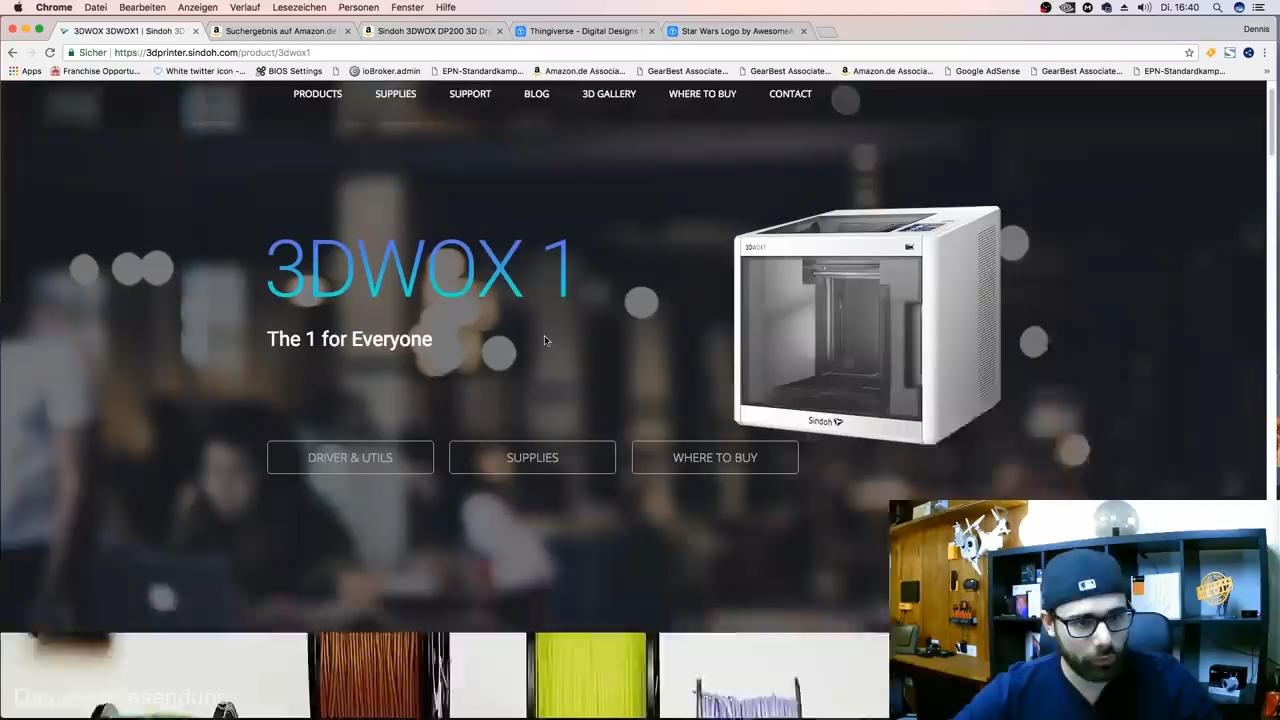 Chrome Datei Bearbeiten Anzeigen Verlauf Lesezeichen Personen Fenster Hilfe Di. 16:40
3DWOX 3DWOX1 | Sindoh 3D Suchergebnis auf Amazon.de Sindoh 3DWOX DP200 3D Dr Thingiverse - Digital Designs f Star Wars Logo by AwesomeA Dennis
Sicher https://3dprinter.sindoh.com/product/3dwox1
Apps Franchise Opportu... White twitter icon -... BIOS Settings ioBroker.admin EPN-Standardkamp... Amazon.de Associa... GearBest Associate... GearBest Associate... Amazon.de Associa... Google AdSense GearBest Associate... EPN-Standardkamp... »
PRODUCTS SUPPLIES SUPPORT BLOG 3D GALLERY WHERE TO BUY CONTACT
3DWOX1
3DWOX 1
The 1 for Everyone
Sindoh
DRIVER & UTILS SUPPLIES WHERE TO BUY